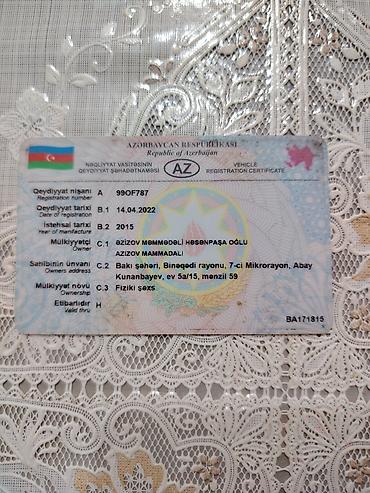 AZƏRBAYCAN RESPUBLİKASI
Republic of Azerbaijan
NƏQLİYYAT VASİTƏSİNİN
QEYDİYYAT ŞƏHADƏTNAMƏSİ
AZ
VEHICLE
REGISTRATION CERTIFICATE
Qeydiyyat nişanı A 99OF787
Registration number
Qeydiyyat tarixi B.1 14.04.2022
Date of registration
İstehsal tarixi B.2 2015
Year of manufacture
Mülkiyyətçi C.1 ƏZİZOV MƏMMƏDƏLİ HƏSƏNPAŞA OĞLU
Owners AZIZOV MAMMADALI
Sahibinin ünvanı C.2 Bakı şəhəri, Binəqədi rayonu, 7-ci Mikrorayon, Abay
Owners address Kunanbayev, ev 5a/15, mənzil 59
Mülkiyyət növü C.3 Fiziki şəxs
Ownership
Etibarlıdır H
Valid thru
BA171815